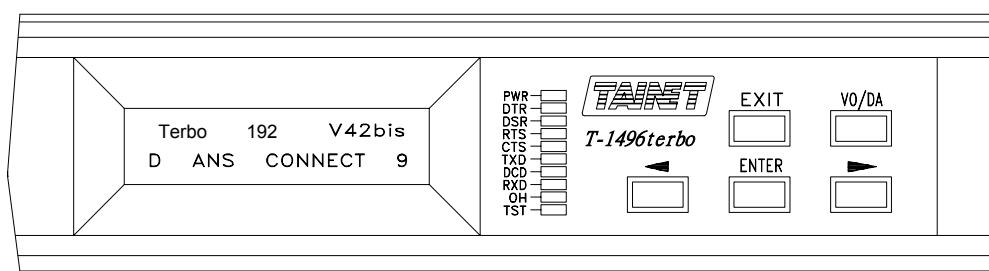 Terbo 192 V42bis
D ANS CONNECT 9
PWR
DTR
DSR
RTS
CTS
TXD
DCD
RXD
OH
TST
TAINET
T-1496terbo
EXIT
VO/DA
ENTER